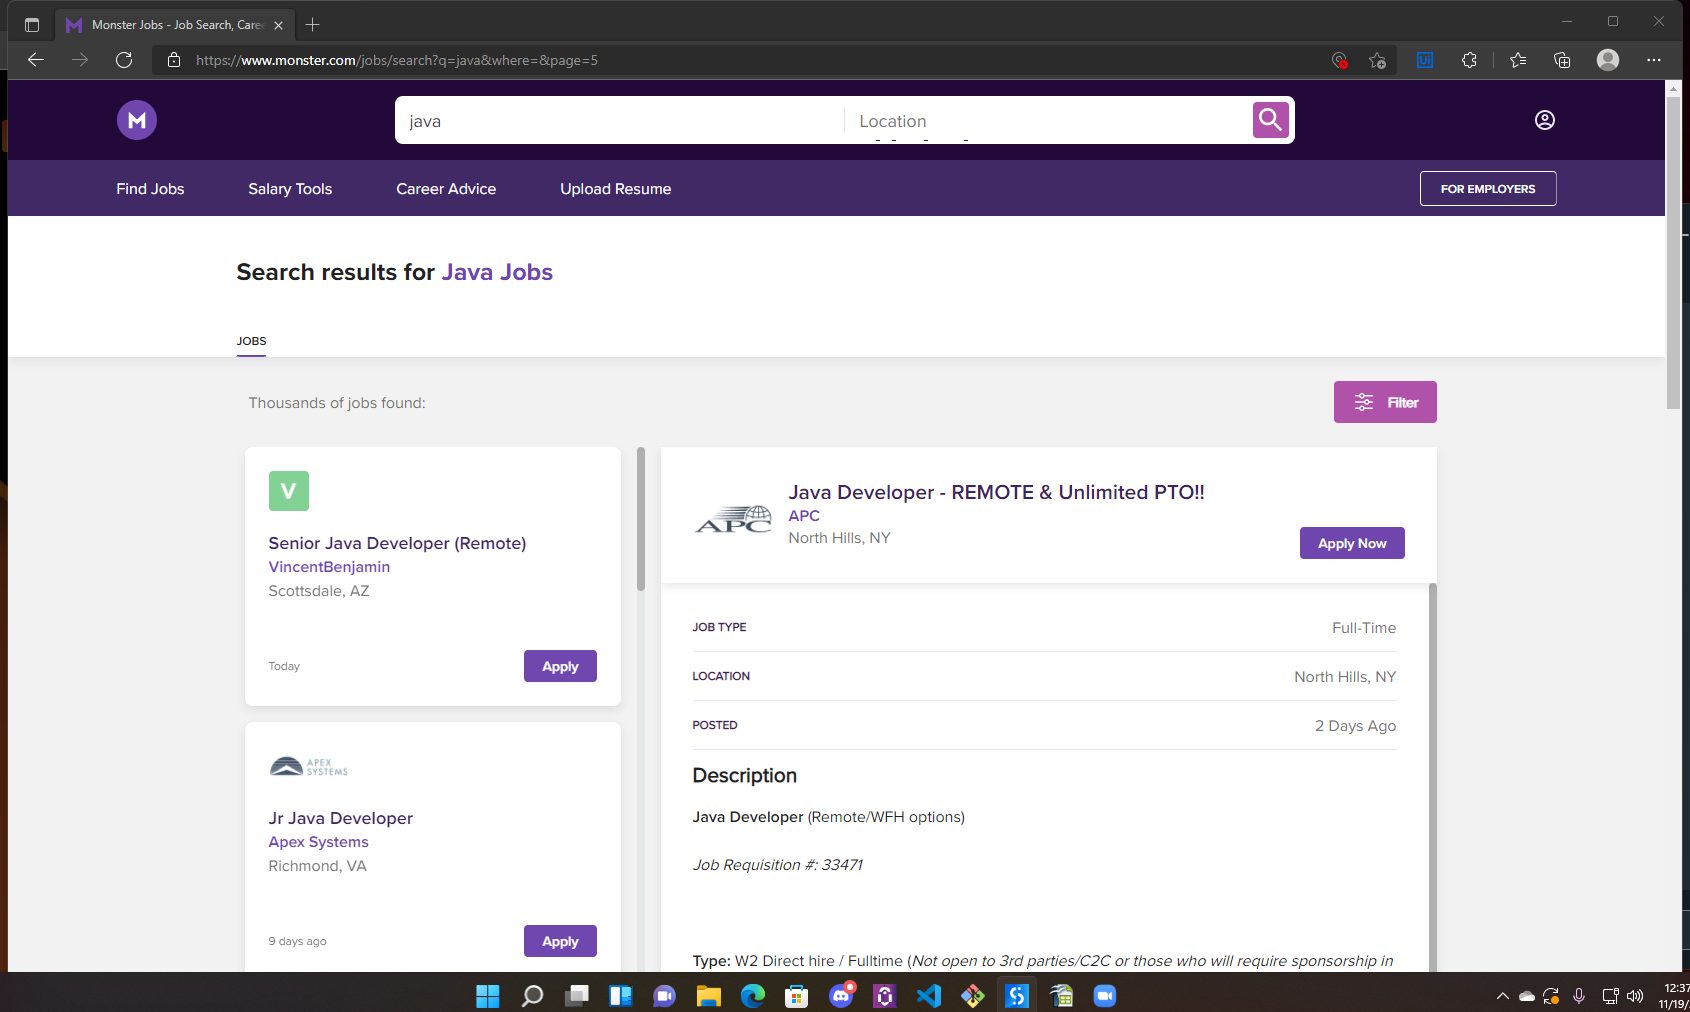 Monster Jobs - Job Search, Care
https://www.monster.com/jobs/search?q=java&where=&page=5
M
java
Location
Find Jobs
Salary Tools
Career Advice
Upload Resume
FOR EMPLOYERS
Search results for Java Jobs
JOBS
Thousands of jobs found:
Filter
V
Senior Java Developer (Remote)
VincentBenjamin
Scottsdale, AZ
Today
Apply
APEX
SYSTEMS
Jr Java Developer
Apex Systems
Richmond, VA
9 days ago
Apply
APC
Java Developer - REMOTE & Unlimited PTO!!
APC
North Hills, NY
Apply Now
JOB TYPE
Full-Time
LOCATION
North Hills, NY
POSTED
2 Days Ago
Description
Java Developer (Remote/WFH options)
Job Requisition #: 33471
Type: W2 Direct hire / Fulltime (Not open to 3rd parties/C2C or those who will require sponsorship in
12:37
11/19/